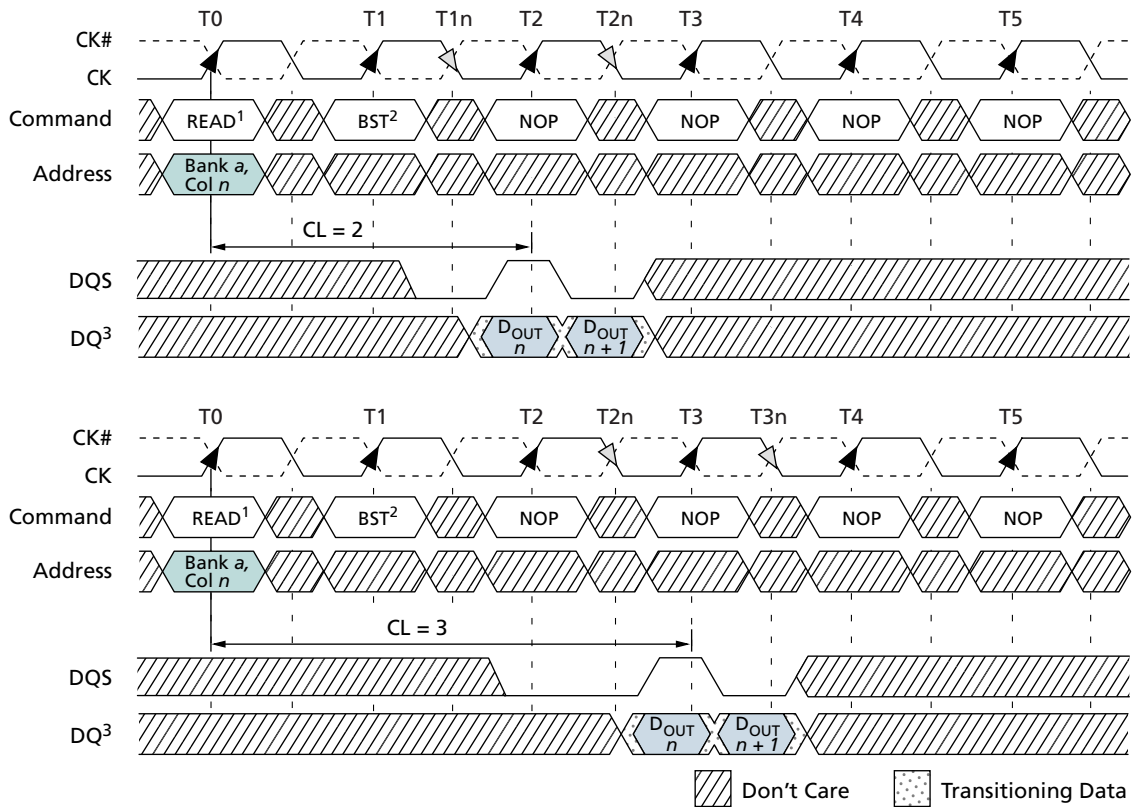 T0 T1 T1n T2 T2n T3 T4 T5
CK#
CK
Command READ¹ BST² NOP NOP NOP NOP
Address Bank a,
Col n
CL = 2
DQS
DQ³ DOUT
n DOUT
n + 1
T0 T1 T2 T2n T3 T3n T4 T5
CK#
CK
Command READ¹ BST² NOP NOP NOP NOP
Address Bank a,
Col n
CL = 3
DQS
DQ³ DOUT
n DOUT
n + 1
Don't Care Transitioning Data